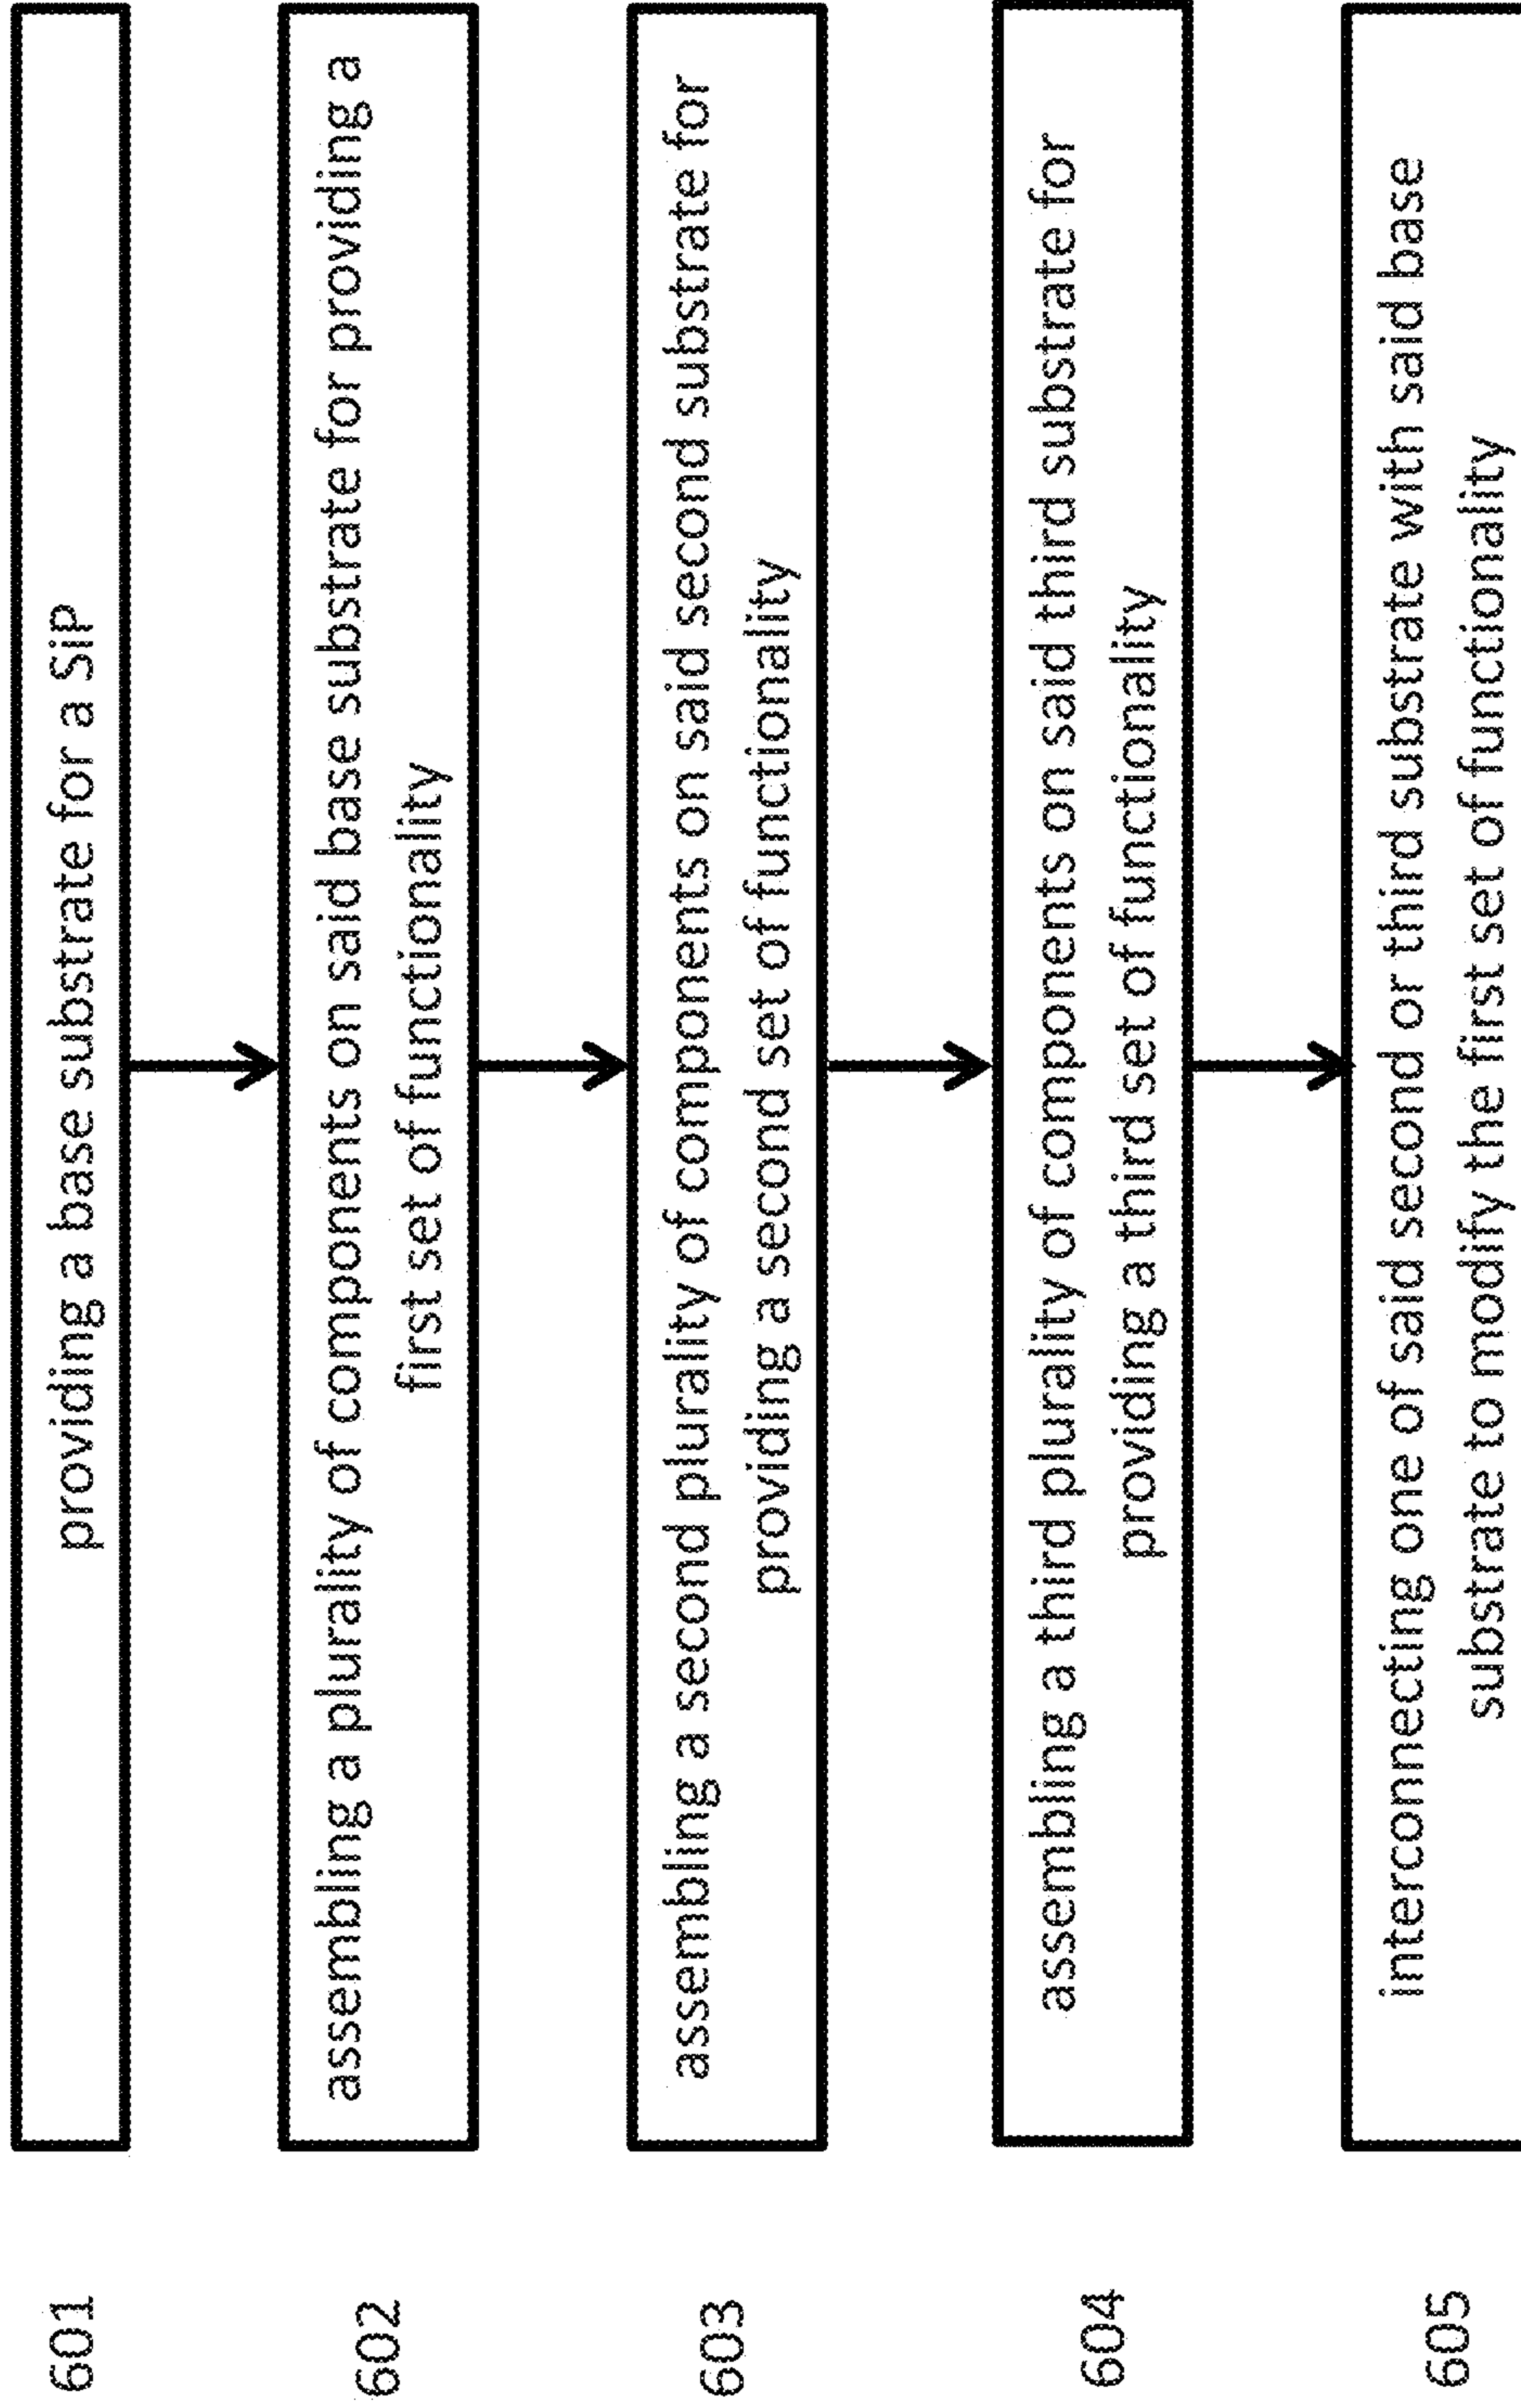 601
providing a base substrate for a SiP
602
assembling a plurality of components on said base substrate for providing a
first set of functionality
603
assembling a second plurality of components on said second substrate for
providing a second set of functionality
604
assembling a third plurality of components on said third substrate for
providing a third set of functionality
605
interconnecting one of said second or third substrate with said base
substrate to modify the first set of functionality